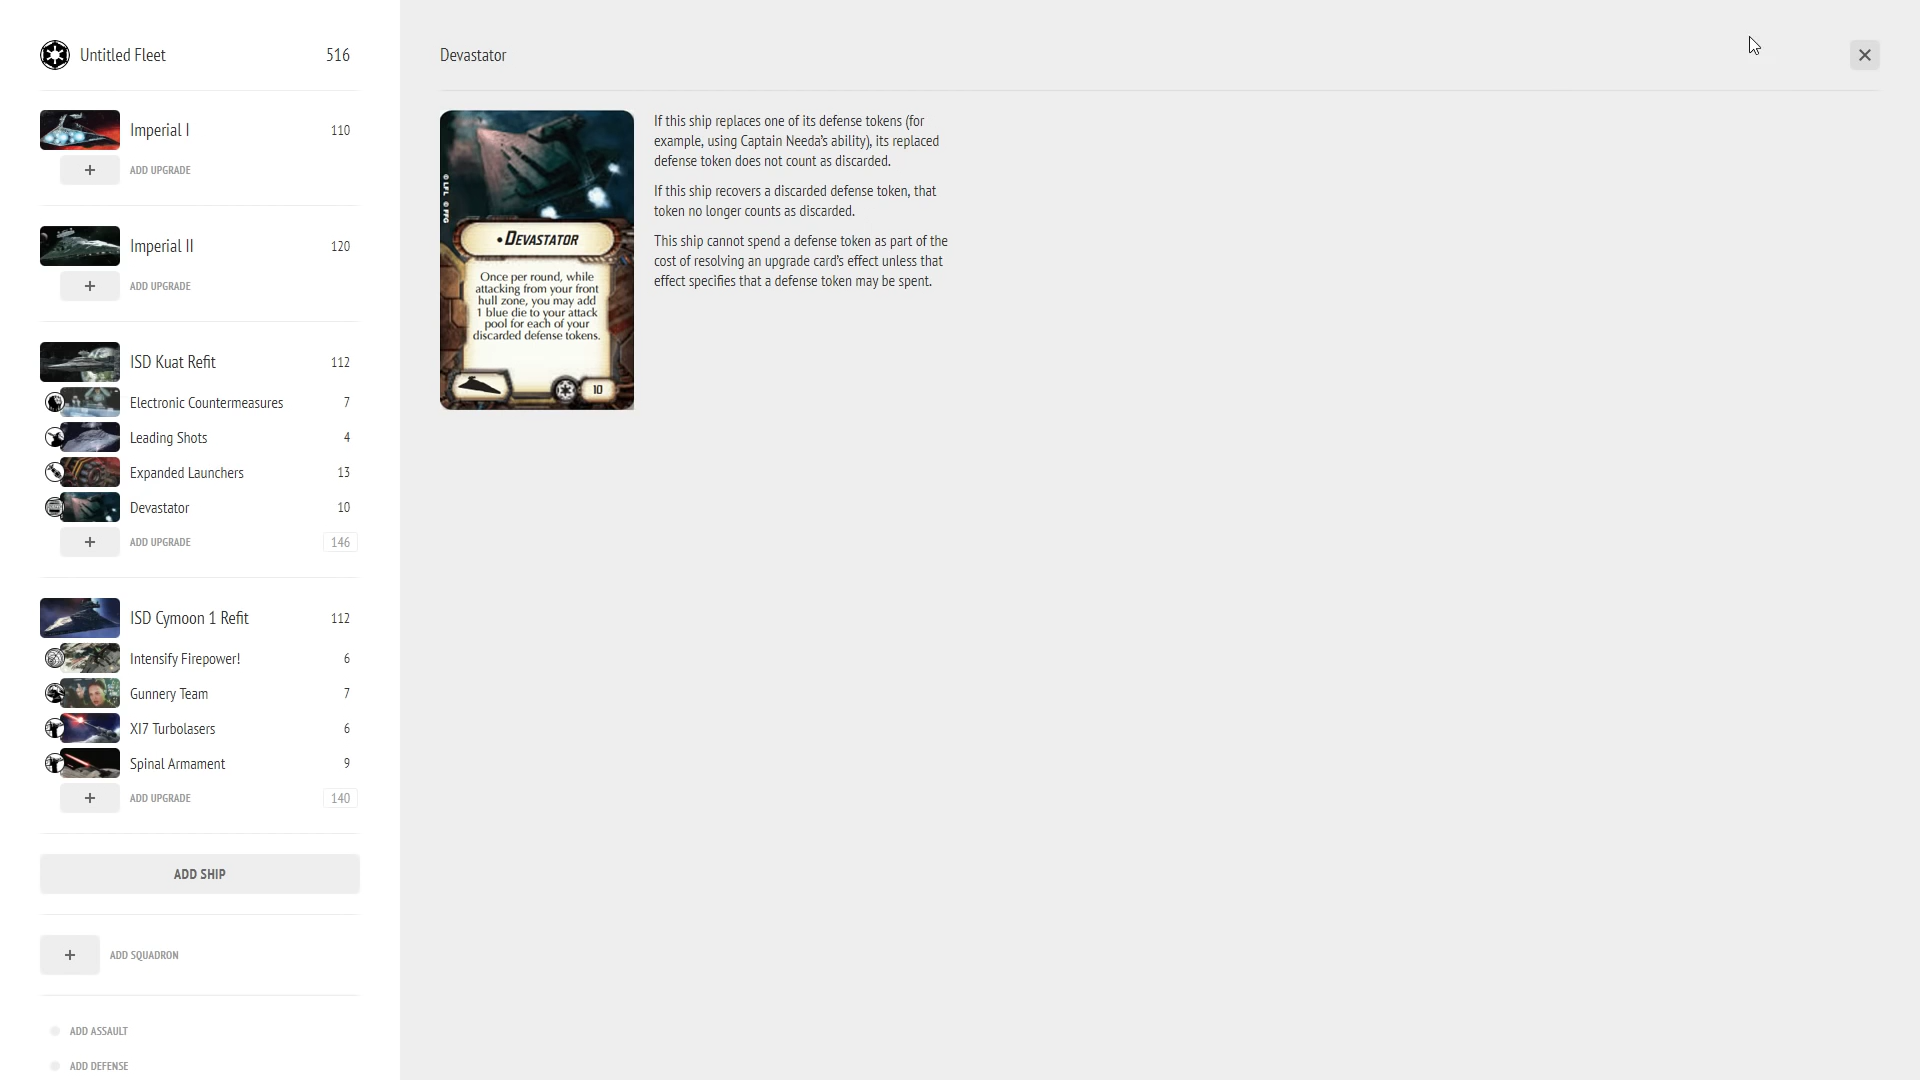 Untitled Fleet 516
Imperial I 110
+ ADD UPGRADE
Imperial II 120
+ ADD UPGRADE
ISD Kuat Refit 112
Electronic Countermeasures 7
Leading Shots 4
Expanded Launchers 13
Devastator 10
+ ADD UPGRADE 146
ISD Cymoon 1 Refit 112
Intensify Firepower! 6
Gunnery Team 7
XI7 Turbolasers 6
Spinal Armament 9
+ ADD UPGRADE 140
ADD SHIP
+ ADD SQUADRON
ADD ASSAULT
ADD DEFENSE
Devastator
© LFL © FFG
• DEVASTATOR
Once per round, while
attacking from your front
hull zone, you may add
1 blue die to your attack
pool for each of your
discarded defense tokens.
10
If this ship replaces one of its defense tokens (for
example, using Captain Needa's ability), its replaced
defense token does not count as discarded.
If this ship recovers a discarded defense token, that
token no longer counts as discarded.
This ship cannot spend a defense token as part of the
cost of resolving an upgrade card's effect unless that
effect specifies that a defense token may be spent.